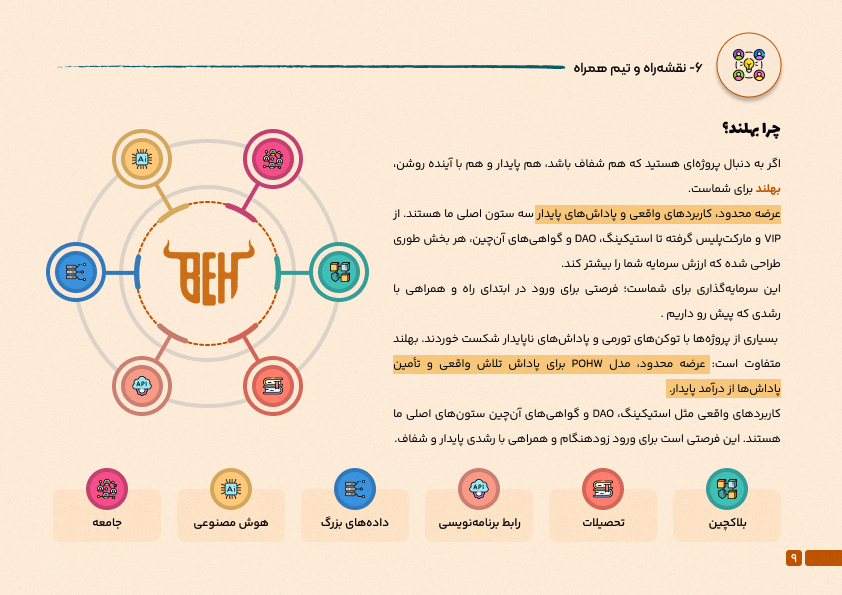 ۶- نقشه‌راه و تیم همراه
چرا بهلند؟
اگر به دنبال پروژه‌ای هستید که هم شفاف باشد، هم پایدار و هم با آینده روشن،
بهلند برای شماست.
عرضه محدود، کاربردهای واقعی و پاداش‌های پایدار سه ستون اصلی ما هستند. از
VIP و مارکت‌پلیس گرفته تا استیکینگ، DAO و گواهی‌های آن‌چین، هر بخش طوری
طراحی شده که ارزش سرمایه شما را بیشتر کند.
این سرمایه‌گذاری برای شماست؛ فرصتی برای ورود در ابتدای راه و همراهی با
رشدی که پیش رو داریم .
بسیاری از پروژه‌ها با توکن‌های تورمی و پاداش‌های ناپایدار شکست خوردند. بهلند
متفاوت است: عرضه محدود، مدل POHW برای پاداش تلاش واقعی و تأمین
پاداش‌ها از درآمد پایدار.
کاربردهای واقعی مثل استیکینگ، DAO و گواهی‌های آن‌چین ستون‌های اصلی ما
هستند. این فرصتی است برای ورود زودهنگام و همراهی با رشدی پایدار و شفاف.
Ai
BEH
API
بلاکچین
تحصیلات
API
رابط برنامه‌نویسی
داده‌های بزرگ
Ai
هوش مصنوعی
جامعه
۹